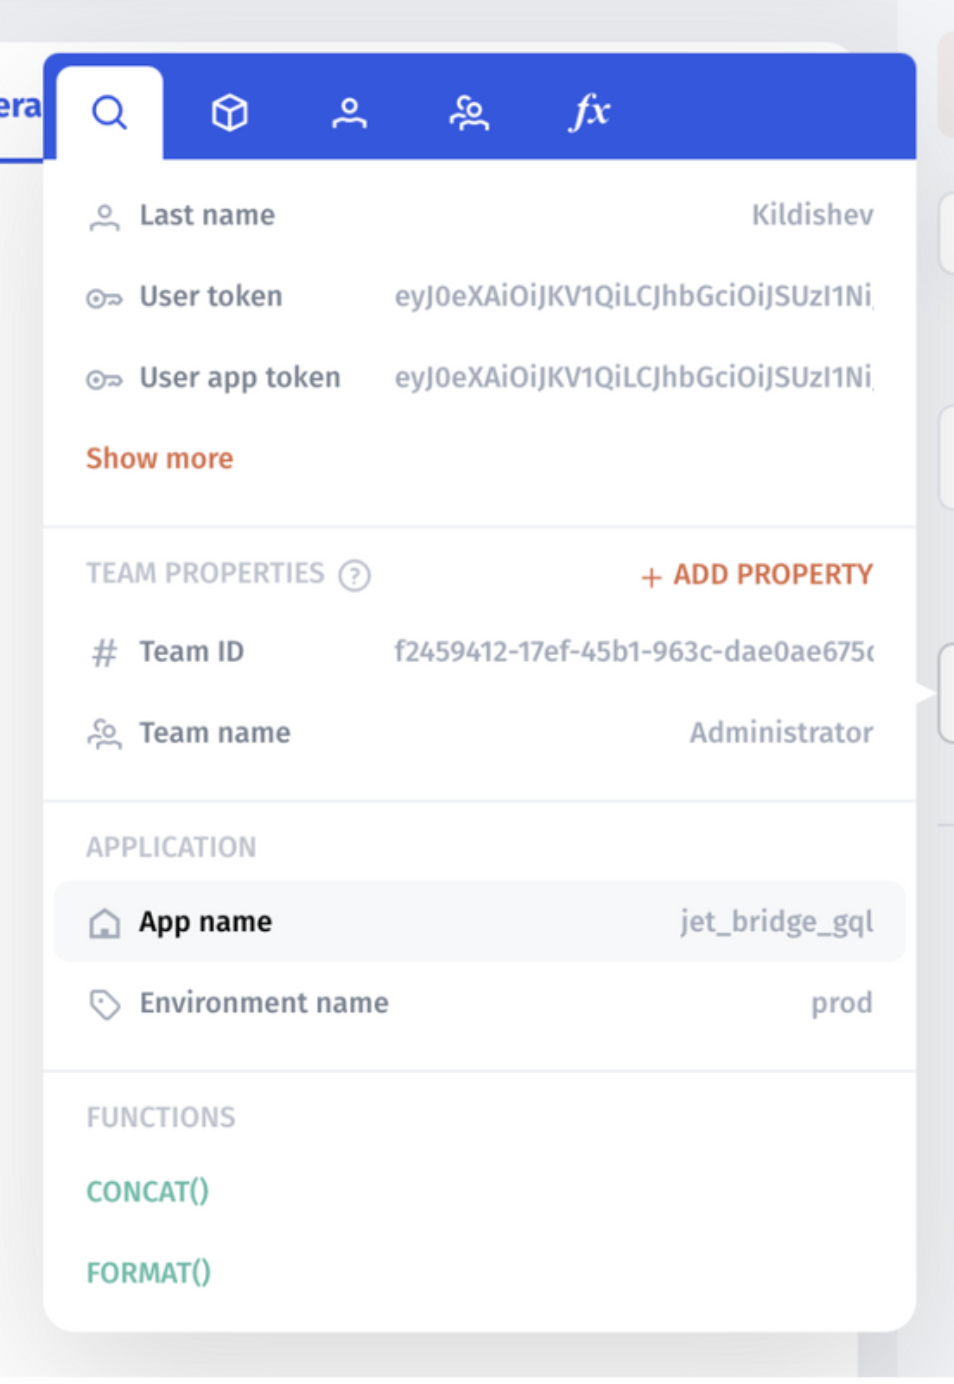 era
fx
Last name Kildishev
User token eyJ0eXAiOiJKV1QiLCJhbGciOiJSUzI1Ni
User app token eyJ0eXAiOiJKV1QiLCJhbGciOiJSUzI1Ni
Show more
TEAM PROPERTIES ? + ADD PROPERTY
# Team ID f2459412-17ef-45b1-963c-dae0ae675c
Team name Administrator
APPLICATION
App name jet_bridge_gql
Environment name prod
FUNCTIONS
CONCAT()
FORMAT()